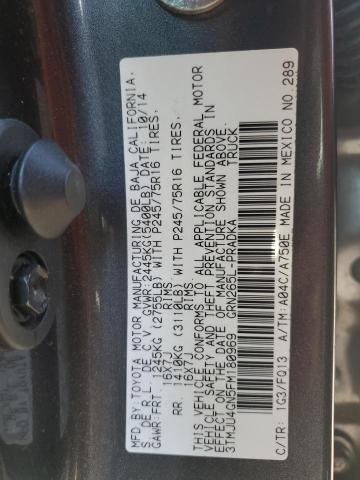 MFD.BY:TOYOTA MOTOR MANUFACTURING DE BAJA CALIFORNIA,
S DE R.L. DE C.V. GVWR:2445KG(5400LB) DATE: 10/14
GAWR:FRT. 1245KG (2755LB) WITH P245/75R16 TIRES.
16X7J RIMS.
RR. 1410KG (3110LB) WITH P245/75R16 TIRES.
16X7J RIMS.
THIS VEHICLE CONFORMS TO ALL APPLICABLE FEDERAL MOTOR
VEHICLE SAFETY AND THEFT PREVENTION STANDARDS IN
EFFECT ON THE DATE OF MANUFACTURE SHOWN ABOVE.
3TMJU4GN5FM180969 GRN265L-PRADKA TRUCK
C/TR: 1G3/FQ13 A/TM:A04C/A750E MADE IN MEXICO NO.289